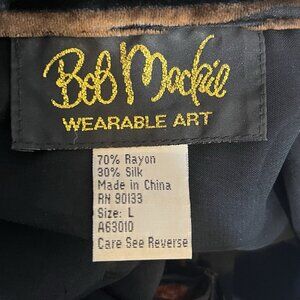 Bob Mackie
WEARABLE ART
70% Rayon
30% Silk
Made in China
RN 90133
Size: L
A63010
Care See Reverse